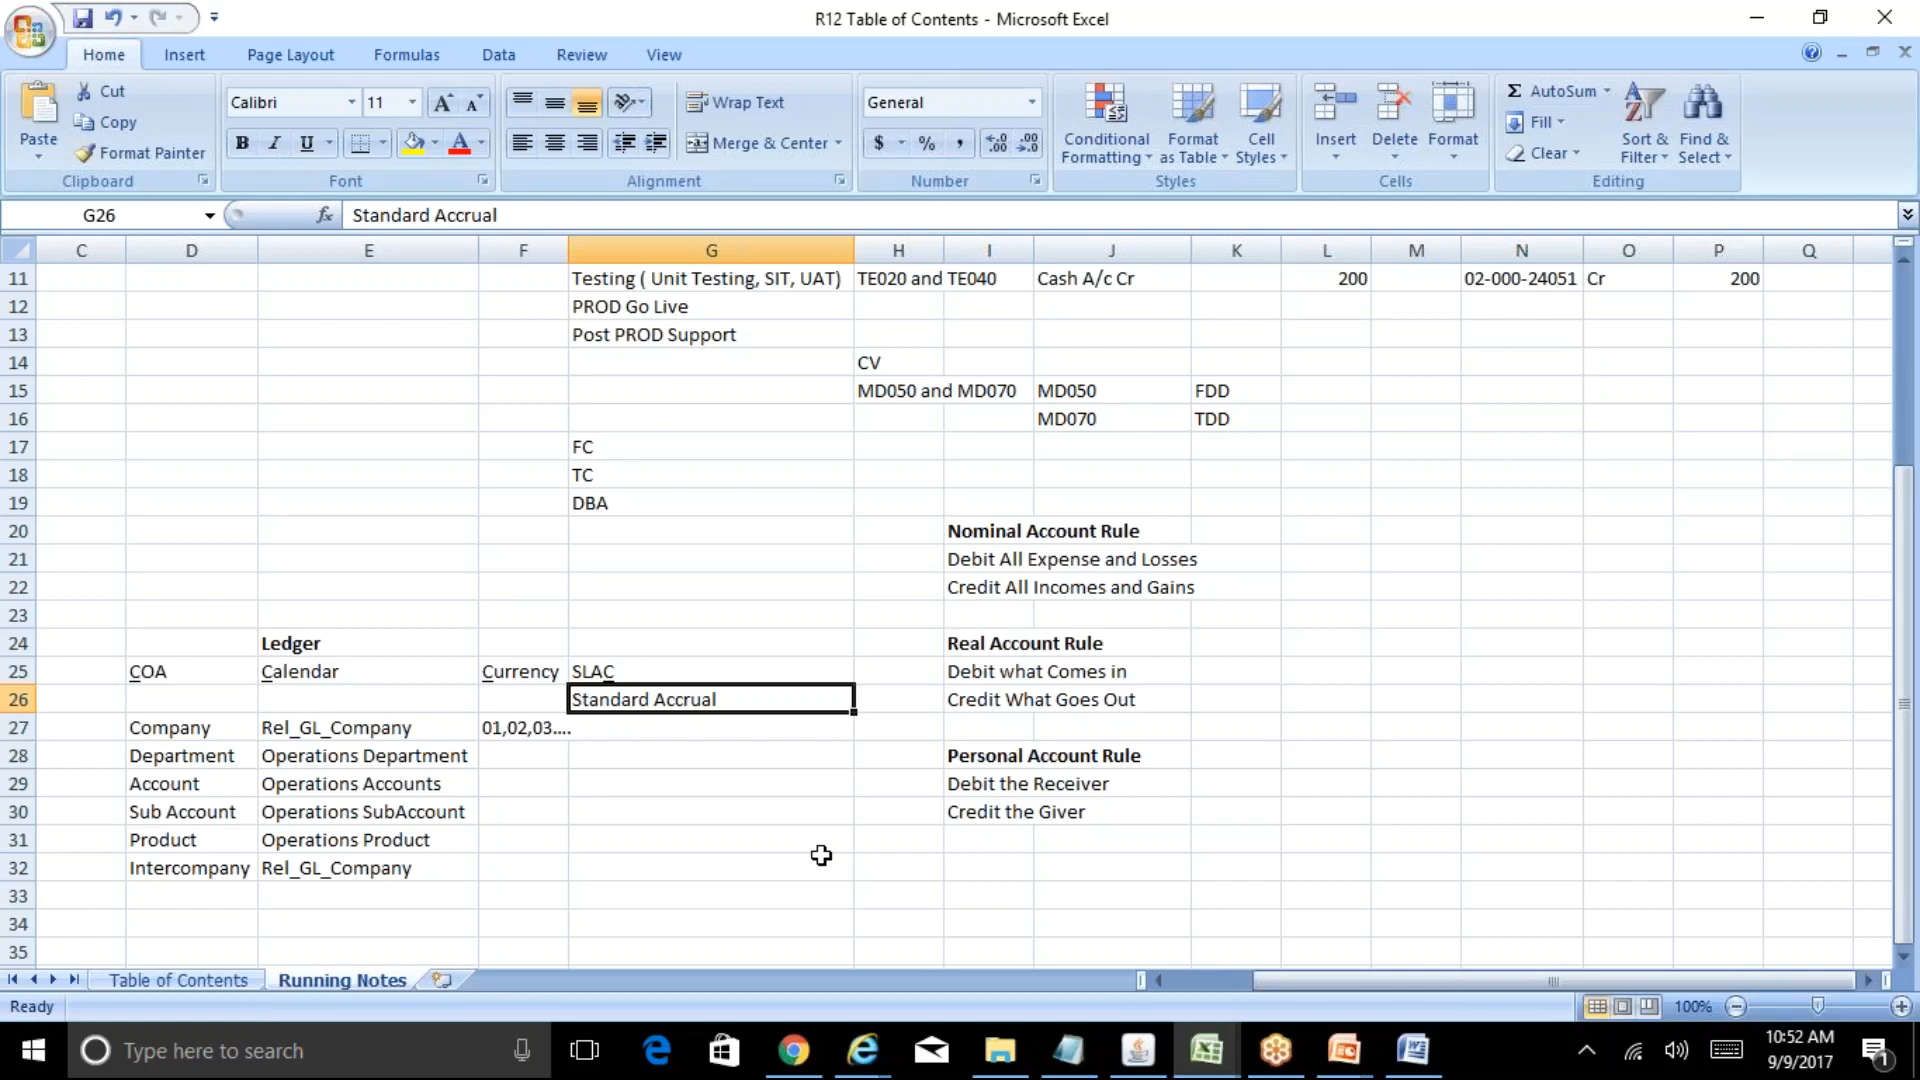 R12 Table of Contents - Microsoft Excel
Home Insert Page Layout Formulas Data Review View
Paste
Cut
Copy
Format Painter
Clipboard
Calibri 11
A A
B I U A
Font
Wrap Text
Merge & Center
Alignment
General
$ % , .0 .00 .00 .0
Number
Conditional Formatting
Format as Table
Cell Styles
Styles
Insert Delete Format
Cells
Σ AutoSum
Fill
Clear
Sort & Filter
Find & Select
Editing
G26 fx Standard Accrual
C D E F G H I J K L M N O P Q
11 Testing ( Unit Testing, SIT, UAT) TE020 and TE040 Cash A/c Cr 200 02-000-24051 Cr 200
12 PROD Go Live
13 Post PROD Support
14 CV
15 MD050 and MD070 MD050 FDD
16 MD070 TDD
17 FC
18 TC
19 DBA
20 Nominal Account Rule
21 Debit All Expense and Losses
22 Credit All Incomes and Gains
23
24 Ledger Real Account Rule
25 COA Calendar Currency SLAC Debit what Comes in
26 Standard Accrual Credit What Goes Out
27 Company Rel_GL_Company 01,02,03....
28 Department Operations Department Personal Account Rule
29 Account Operations Accounts Debit the Receiver
30 Sub Account Operations SubAccount Credit the Giver
31 Product Operations Product
32 Intercompany Rel_GL_Company
33
34
35
Table of Contents Running Notes
Ready 100%
Type here to search
10:52 AM
9/9/2017
1